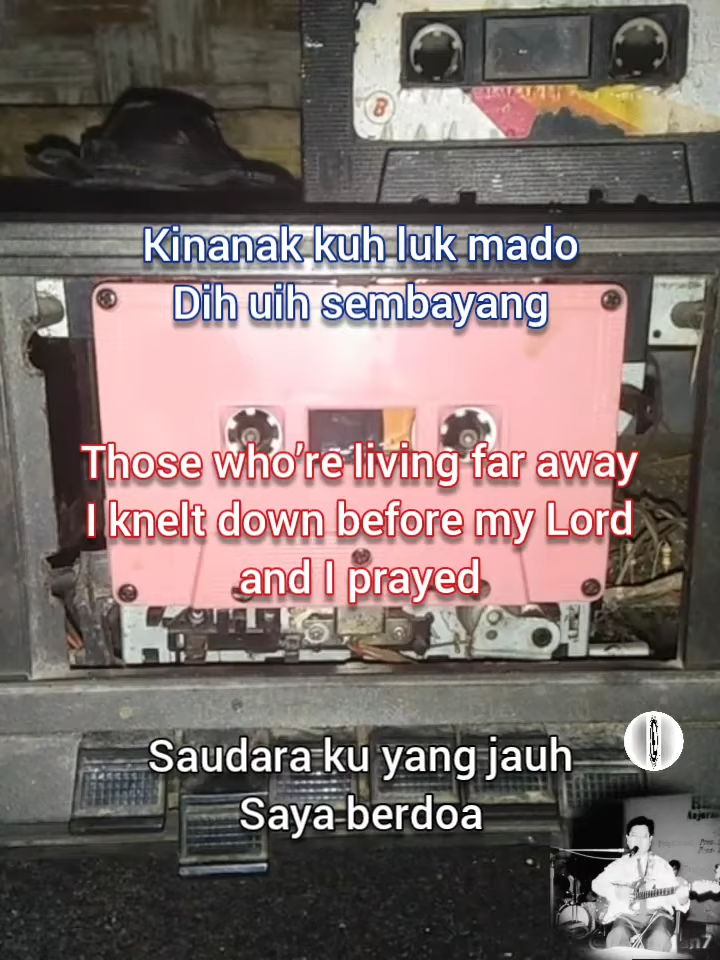 B
Kinanak kuh luk mado
Dih uih sembayang
Those who're living far away
I knelt down before my Lord
and I prayed
Saudara ku yang jauh
Saya berdoa